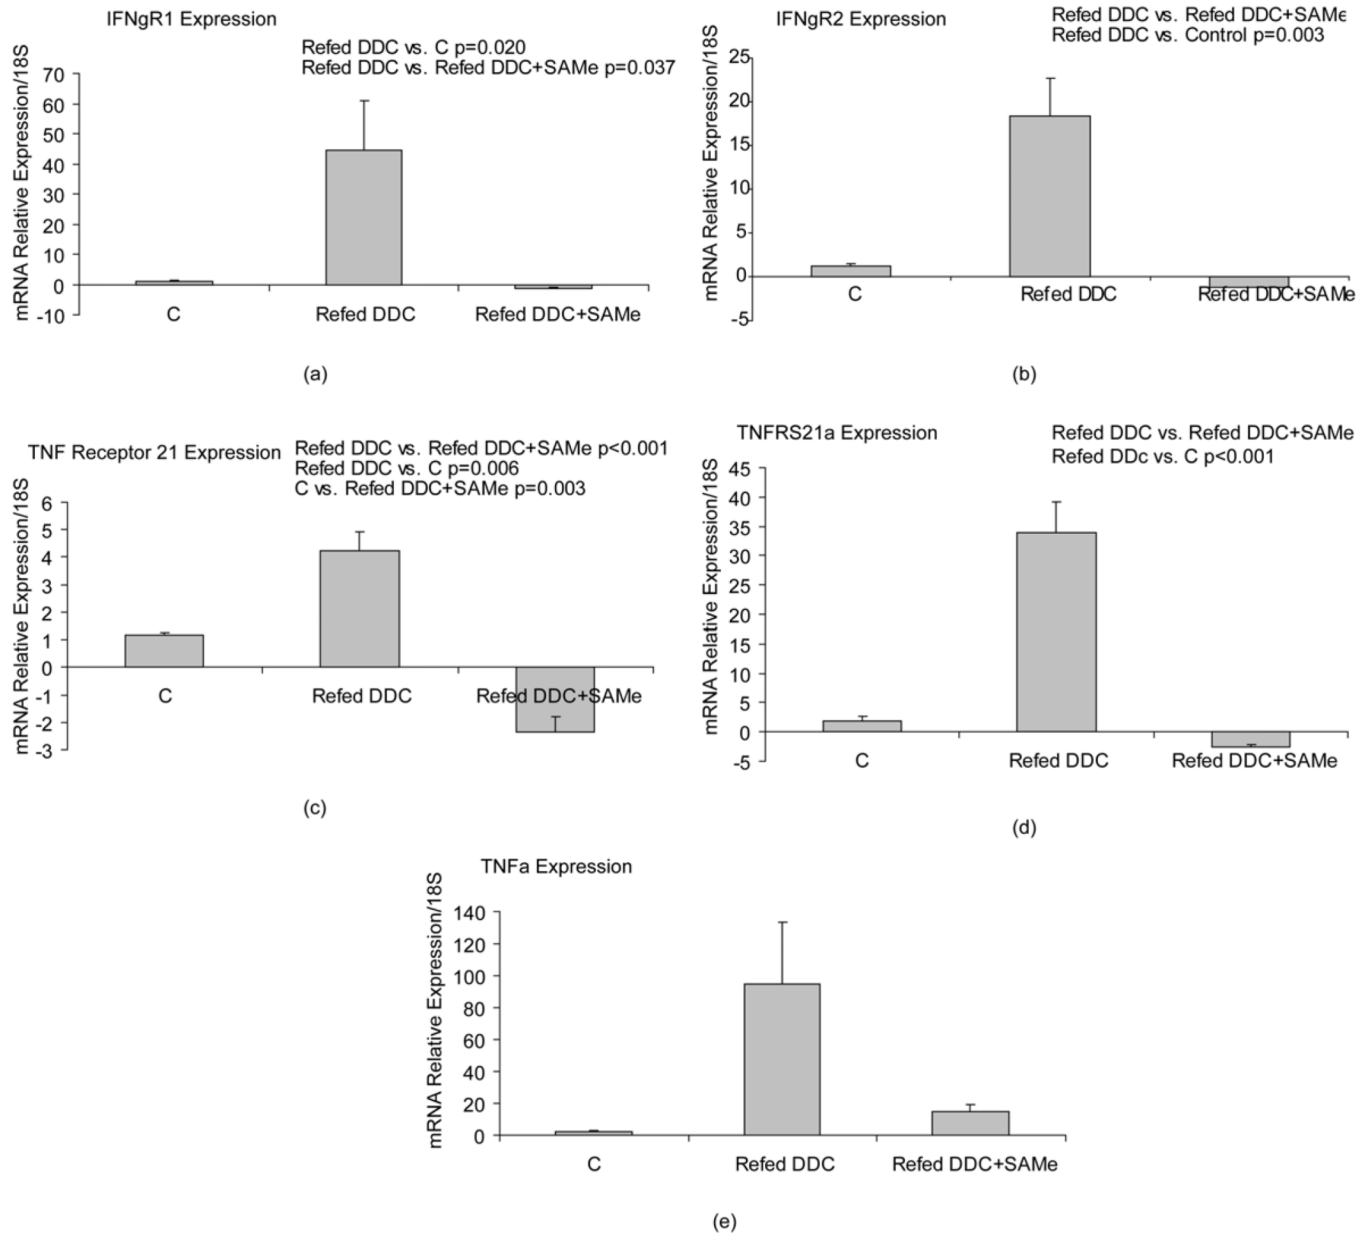 IFNgR1 Expression
Refed DDC vs. C p=0.020
Refed DDC vs. Refed DDC+SAMe p=0.037
mRNA Relative Expression/18S
70
60
50
40
30
20
10
0
-10
C
Refed DDC
Refed DDC+SAMe
(a)
IFNgR2 Expression
Refed DDC vs. Refed DDC+SAMe
Refed DDC vs. Control p=0.003
mRNA Relative Expression/18S
25
20
15
10
5
0
-5
C
Refed DDC
Refed DDC+SAMe
(b)
TNF Receptor 21 Expression
Refed DDC vs. Refed DDC+SAMe p<0.001
Refed DDC vs. C p=0.006
C vs. Refed DDC+SAMe p=0.003
mRNA Relative Expression/18S
6
5
4
3
2
1
0
-1
-2
-3
C
Refed DDC
Refed DDC+SAMe
(c)
TNFRS21a Expression
Refed DDC vs. Refed DDC+SAMe
Refed DDc vs. C p<0.001
mRNA Relative Expression/18S
45
40
35
30
25
20
15
10
5
0
-5
C
Refed DDC
Refed DDC+SAMe
(d)
TNFa Expression
mRNA Relative Expression/18S
140
120
100
80
60
40
20
0
C
Refed DDC
Refed DDC+SAMe
(e)